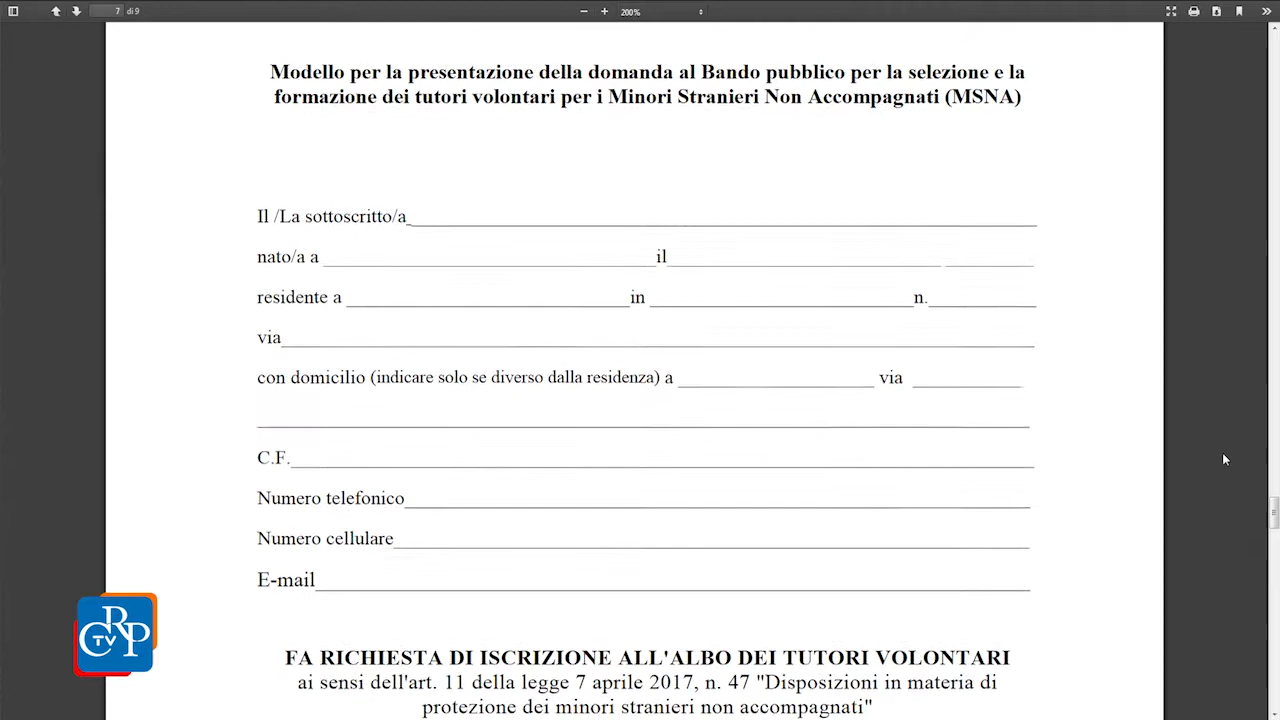 7 di 9
200%
Modello per la presentazione della domanda al Bando pubblico per la selezione e la
formazione dei tutori volontari per i Minori Stranieri Non Accompagnati (MSNA)
Il /La sottoscritto/a
nato/a a il
residente a in n.
via
con domicilio (indicare solo se diverso dalla residenza) a via
C.F.
Numero telefonico
Numero cellulare
E-mail
CRP
TV
FA RICHIESTA DI ISCRIZIONE ALL'ALBO DEI TUTORI VOLONTARI
ai sensi dell'art. 11 della legge 7 aprile 2017, n. 47 "Disposizioni in materia di
protezione dei minori stranieri non accompagnati"